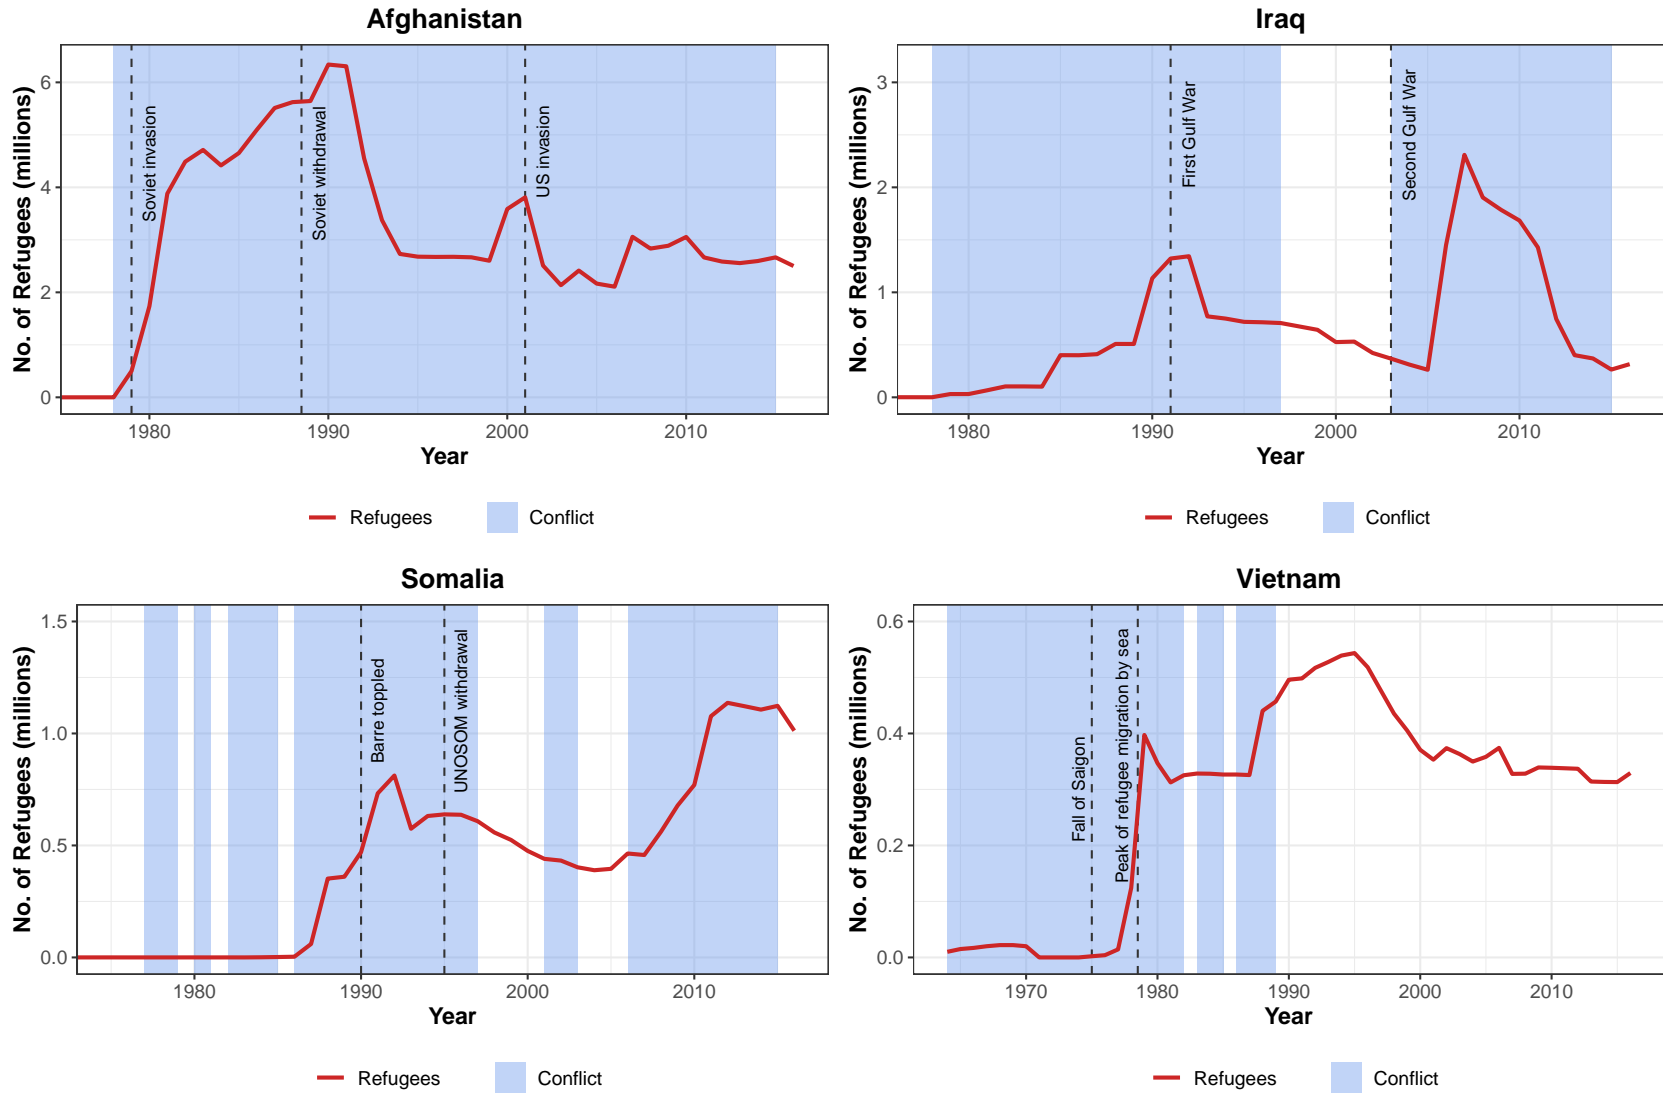 Afghanistan
No. of Refugees (millions)
6
4
2
0
Soviet invasion
Soviet withdrawal
US invasion
1980
1990
2000
2010
Year
Refugees
Conflict
Iraq
No. of Refugees (millions)
3
2
1
0
First Gulf War
Second Gulf War
1980
1990
2000
2010
Year
Refugees
Conflict
Somalia
No. of Refugees (millions)
1.5
1.0
0.5
0.0
Barre toppled
UNOSOM withdrawal
1980
1990
2000
2010
Year
Refugees
Conflict
Vietnam
No. of Refugees (millions)
0.6
0.4
0.2
0.0
Fall of Saigon
Peak of refugee migration by sea
1970
1980
1990
2000
2010
Year
Refugees
Conflict